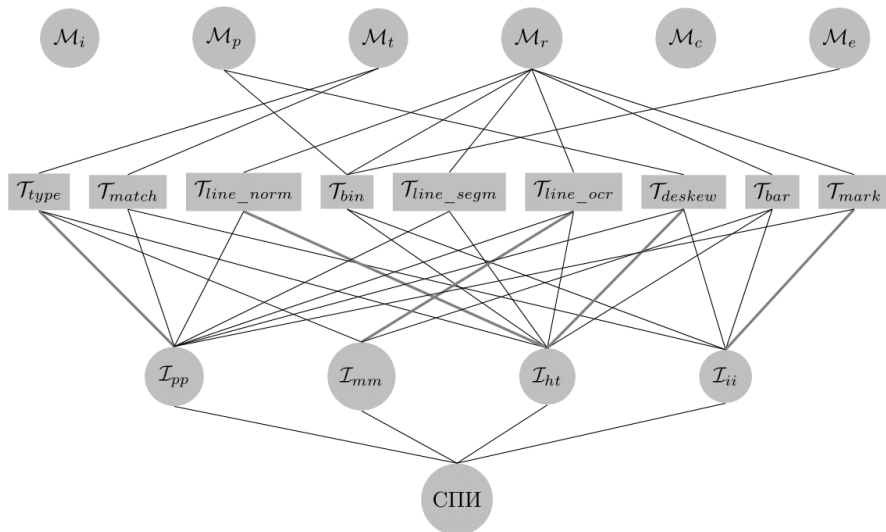 ℳ_i ℳ_p ℳ_t ℳ_r ℳ_c ℳ_e
𝒯_type 𝒯_match 𝒯_line_norm 𝒯_bin 𝒯_line_segm 𝒯_line_ocr 𝒯_deskew 𝒯_bar 𝒯_mark
ℐ_pp ℐ_mm ℐ_ht ℐ_ii
СПИ